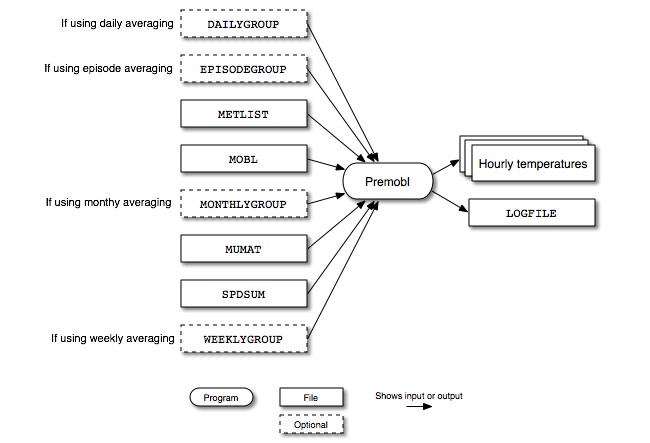 If using daily averaging DAILYGROUP
If using episode averaging EPISODEGROUP
METLIST
MOBL
If using monthy averaging MONTHLYGROUP
MUMAT
SPDSUM
If using weekly averaging WEEKLYGROUP
Premobl
Hourly temperatures
LOGFILE
Program
File
Optional
Shows input or output